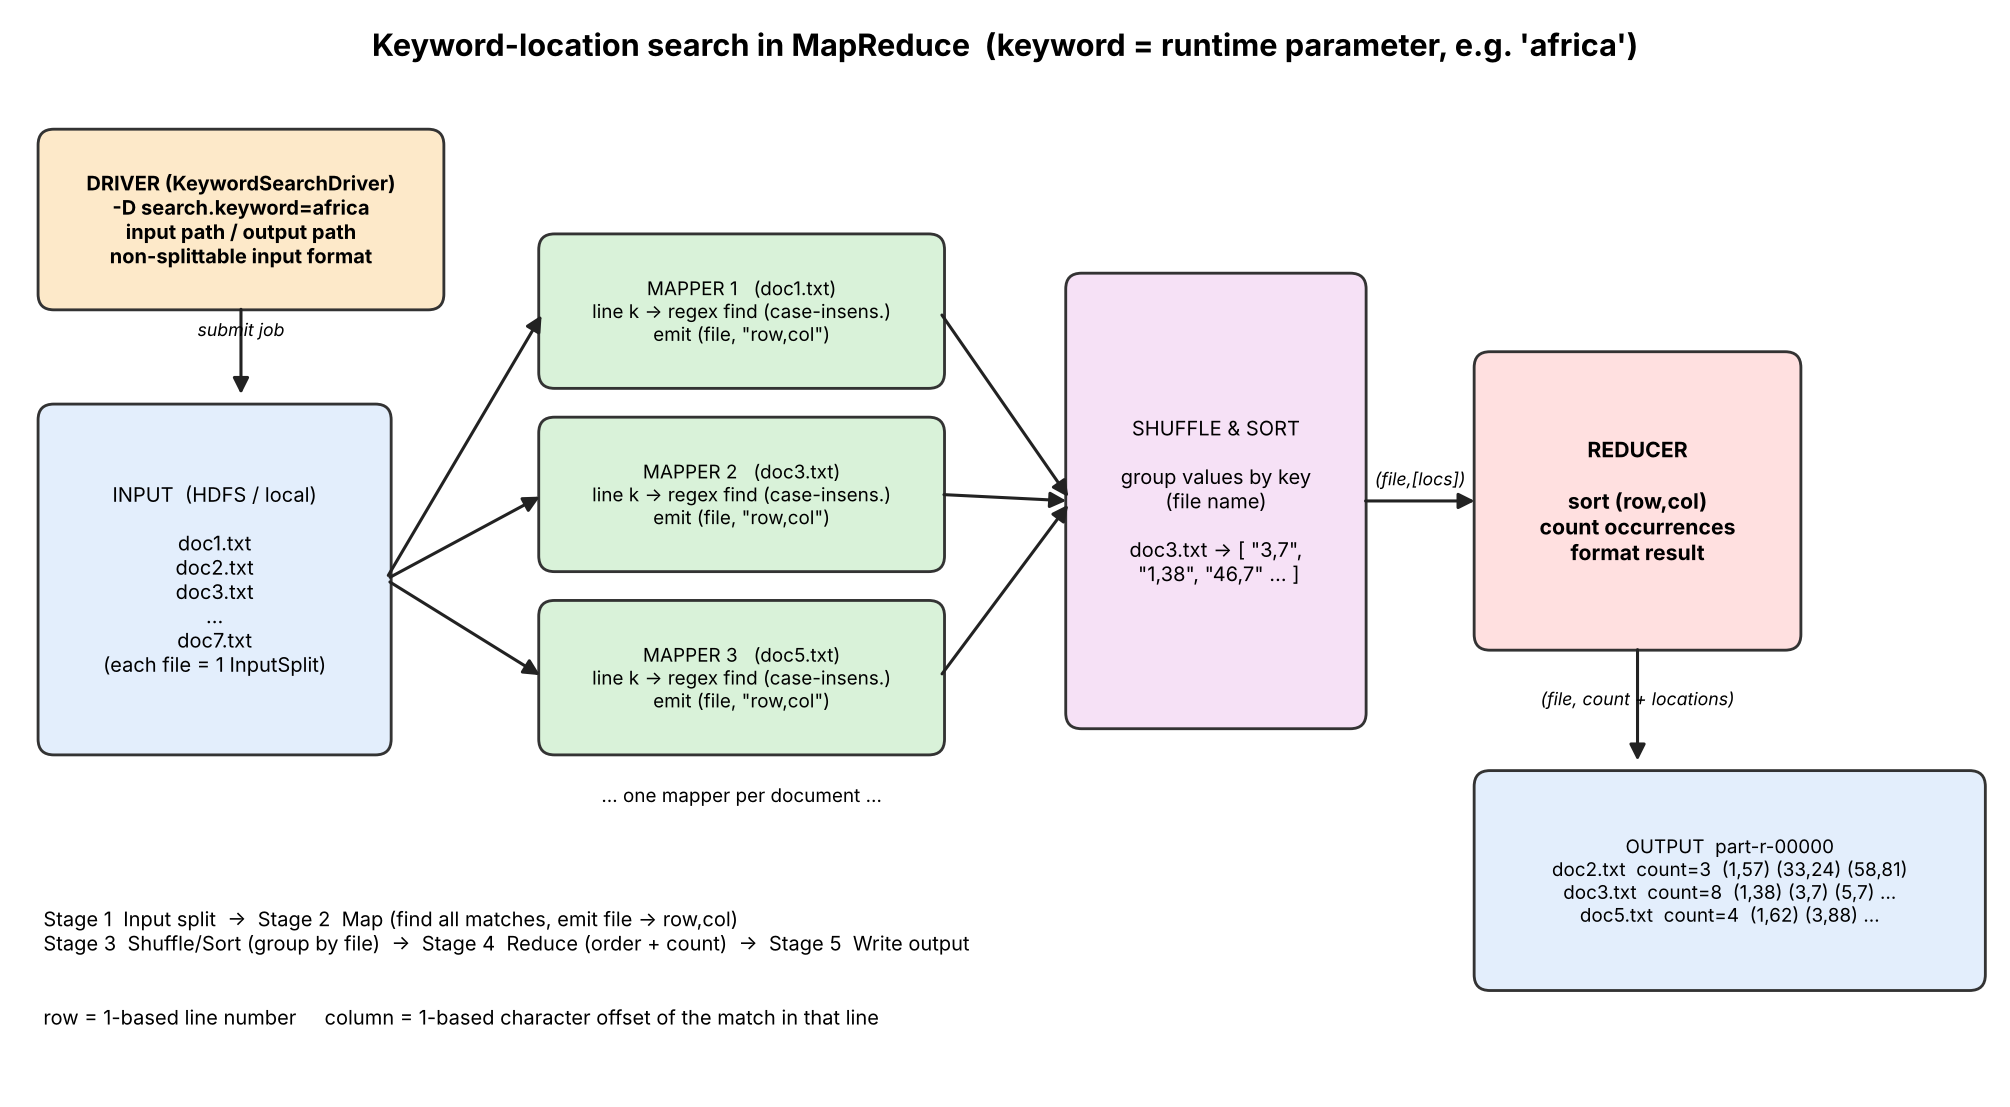 Keyword-location search in MapReduce  (keyword = runtime parameter, e.g. 'africa')
DRIVER (KeywordSearchDriver)
-D search.keyword=africa
input path / output path
non-splittable input format
submit job
INPUT  (HDFS / local)
doc1.txt
doc2.txt
doc3.txt
...
doc7.txt
(each file = 1 InputSplit)
MAPPER 1   (doc1.txt)
line k → regex find (case-insens.)
emit (file, "row,col")
MAPPER 2   (doc3.txt)
line k → regex find (case-insens.)
emit (file, "row,col")
MAPPER 3   (doc5.txt)
line k → regex find (case-insens.)
emit (file, "row,col")
... one mapper per document ...
SHUFFLE & SORT
group values by key
(file name)
doc3.txt → [ "3,7",
"1,38", "46,7" ... ]
(file,[locs])
REDUCER
sort (row,col)
count occurrences
format result
(file, count + locations)
OUTPUT  part-r-00000
doc2.txt  count=3  (1,57) (33,24) (58,81)
doc3.txt  count=8  (1,38) (3,7) (5,7) ...
doc5.txt  count=4  (1,62) (3,88) ...
Stage 1  Input split  →  Stage 2  Map (find all matches, emit file → row,col)
Stage 3  Shuffle/Sort (group by file)  →  Stage 4  Reduce (order + count)  →  Stage 5  Write output
row = 1-based line number     column = 1-based character offset of the match in that line